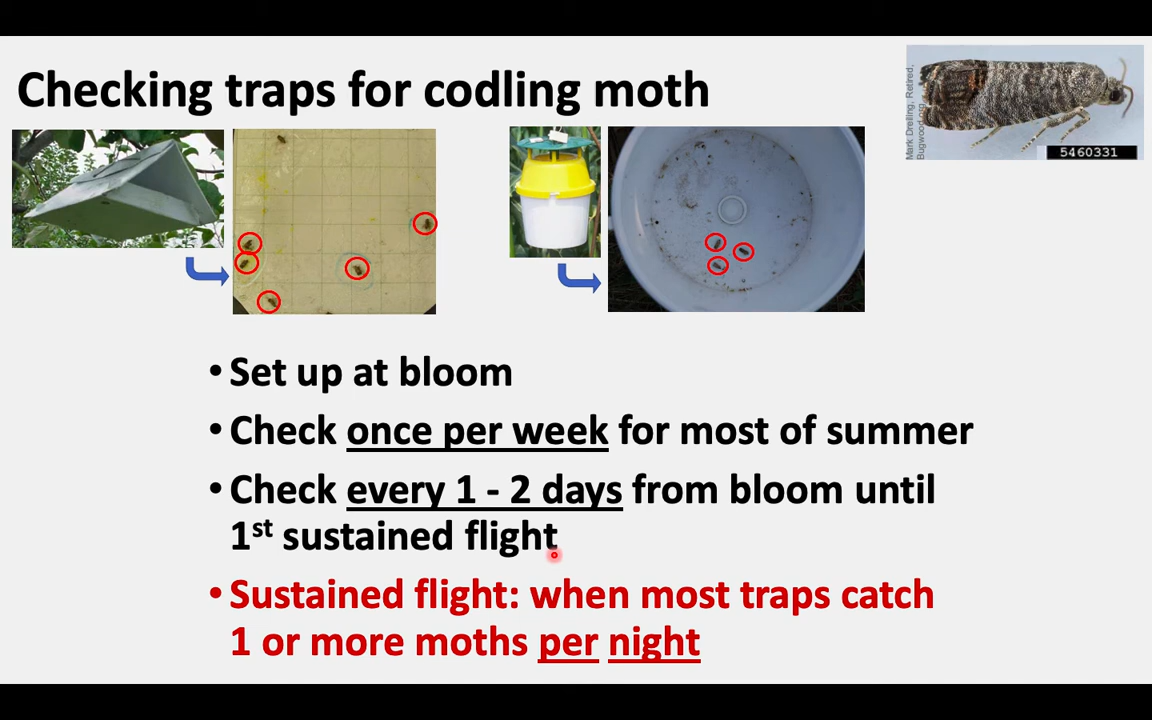 Checking traps for codling moth
Mark Dreiling, Retired,
Bugwood.org
5460331
• Set up at bloom
• Check once per week for most of summer
• Check every 1 - 2 days from bloom until
1st sustained flight
• Sustained flight: when most traps catch
1 or more moths per night